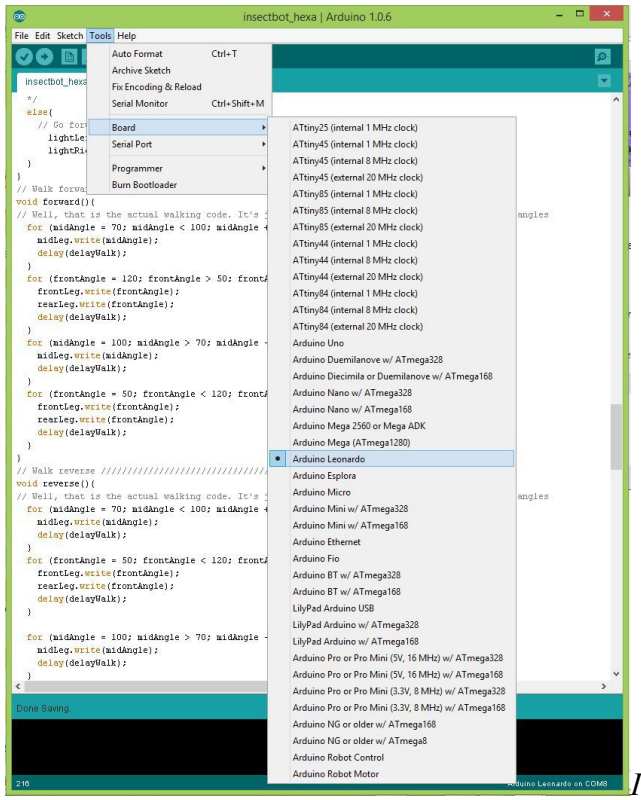 insectbot_hexa | Arduino 1.0.6
File Edit Sketch Tools Help
Auto Format Ctrl+T
Archive Sketch
Fix Encoding & Reload
Serial Monitor Ctrl+Shift+M
Board
Serial Port
Programmer
Burn Bootloader
insectbot_hexa
*/
else{
// Go
}
}
// Walk
void forward(){
// Well, that is the actual walking code. It's angles
for (midAngle = 70; midAngle < 100; midAngle
midLeg.write(midAngle);
delay(delayWalk);
}
for (frontAngle = 120; frontAngle > 50;
frontLeg.write(frontAngle);
rearLeg.write(frontAngle);
delay(delayWalk);
}
for (midAngle = 100; midAngle > 70; midAngle -
midLeg.write(midAngle);
delay(delayWalk);
}
for (frontAngle = 50; frontAngle < 120;
frontLeg.write(frontAngle);
rearLeg.write(frontAngle);
delay(delayWalk);
}
}
// Walk reverse /////////////////////////////////
void reverse(){
// Well, that is the actual walking code. It's angles
for (midAngle = 70; midAngle < 100; midAngle
midLeg.write(midAngle);
delay(delayWalk);
}
for (frontAngle = 50; frontAngle < 120;
frontLeg.write(frontAngle);
rearLeg.write(frontAngle);
delay(delayWalk);
}
for (midAngle = 100; midAngle > 70; midAngle -
midLeg.write(midAngle);
delay(delayWalk);
}
ATtiny25 (internal 1 MHz clock)
ATtiny45 (internal 1 MHz clock)
ATtiny45 (internal 8 MHz clock)
ATtiny45 (external 20 MHz clock)
ATtiny85 (internal 1 MHz clock)
ATtiny85 (internal 8 MHz clock)
ATtiny85 (external 20 MHz clock)
ATtiny44 (internal 1 MHz clock)
ATtiny44 (internal 8 MHz clock)
ATtiny44 (external 20 MHz clock)
ATtiny84 (internal 1 MHz clock)
ATtiny84 (internal 8 MHz clock)
ATtiny84 (external 20 MHz clock)
Arduino Uno
Arduino Duemilanove w/ ATmega328
Arduino Diecimila or Duemilanove w/ ATmega168
Arduino Nano w/ ATmega328
Arduino Nano w/ ATmega168
Arduino Mega 2560 or Mega ADK
Arduino Mega (ATmega1280)
Arduino Leonardo
Arduino Esplora
Arduino Micro
Arduino Mini w/ ATmega328
Arduino Mini w/ ATmega168
Arduino Ethernet
Arduino Fio
Arduino BT w/ ATmega328
Arduino BT w/ ATmega168
LilyPad Arduino USB
LilyPad Arduino w/ ATmega328
LilyPad Arduino w/ ATmega168
Arduino Pro or Pro Mini (5V, 16 MHz) w/ ATmega328
Arduino Pro or Pro Mini (5V, 16 MHz) w/ ATmega168
Arduino Pro or Pro Mini (3.3V, 8 MHz) w/ ATmega328
Arduino Pro or Pro Mini (3.3V, 8 MHz) w/ ATmega168
Arduino NG or older w/ ATmega168
Arduino NG or older w/ ATmega8
Arduino Robot Control
Arduino Robot Motor
Done Saving.
216 Arduino Leonardo on COM8